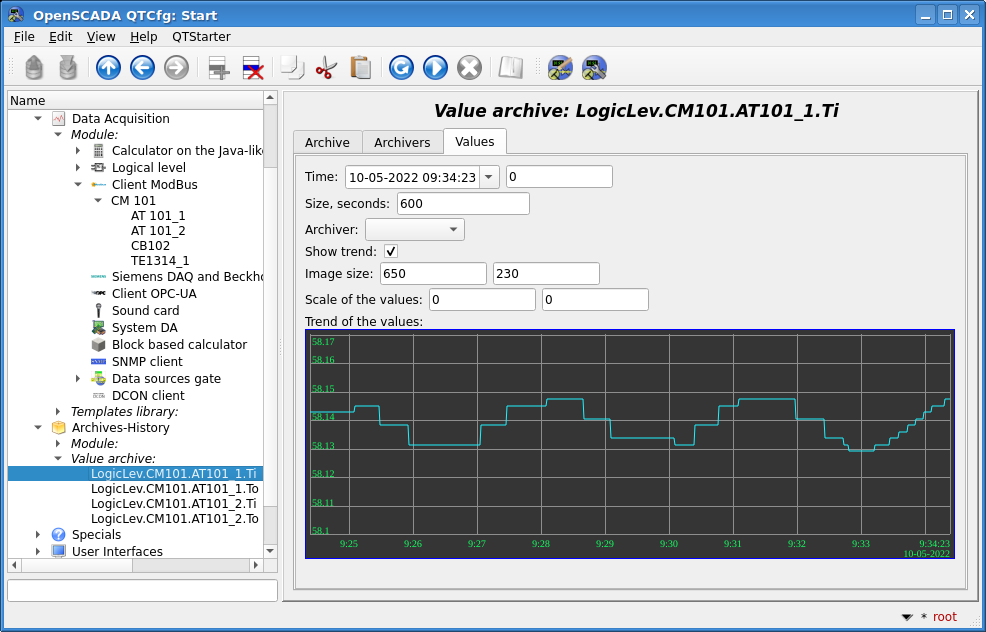 OpenSCADA QTCfg: Start
File Edit View Help QTStarter
Name
Data Acquisition
Module:
Calculator on the Java-lik
Logical level
Client ModBus
CM 101
AT 101_1
AT 101_2
CB102
TE1314_1
Siemens DAQ and Beckho
Client OPC-UA
Sound card
System DA
Block based calculator
SNMP client
Data sources gate
DCON client
Templates library:
Archives-History
Module:
Value archive:
LogicLev.CM101.AT101_1.Ti
LogicLev.CM101.AT101_1.To
LogicLev.CM101.AT101_2.Ti
LogicLev.CM101.AT101_2.To
Specials
User Interfaces
Value archive: LogicLev.CM101.AT101_1.Ti
Archive Archivers Values
Time: 10-05-2022 09:34:23 0
Size, seconds: 600
Archiver:
Show trend:
Image size: 650 230
Scale of the values: 0 0
Trend of the values:
58.17
58.16
58.15
58.14
58.13
58.12
58.11
58.1
9:25 9:26 9:27 9:28 9:29 9:30 9:31 9:32 9:33 9:34:23
10-05-2022
* root